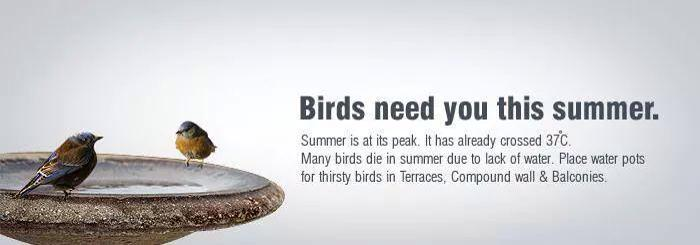 Birds need you this summer.
Summer is at its peak. It has already crossed 37°C.
Many birds die in summer due to lack of water. Place water pots
for thirsty birds in Terraces, Compound wall & Balconies.